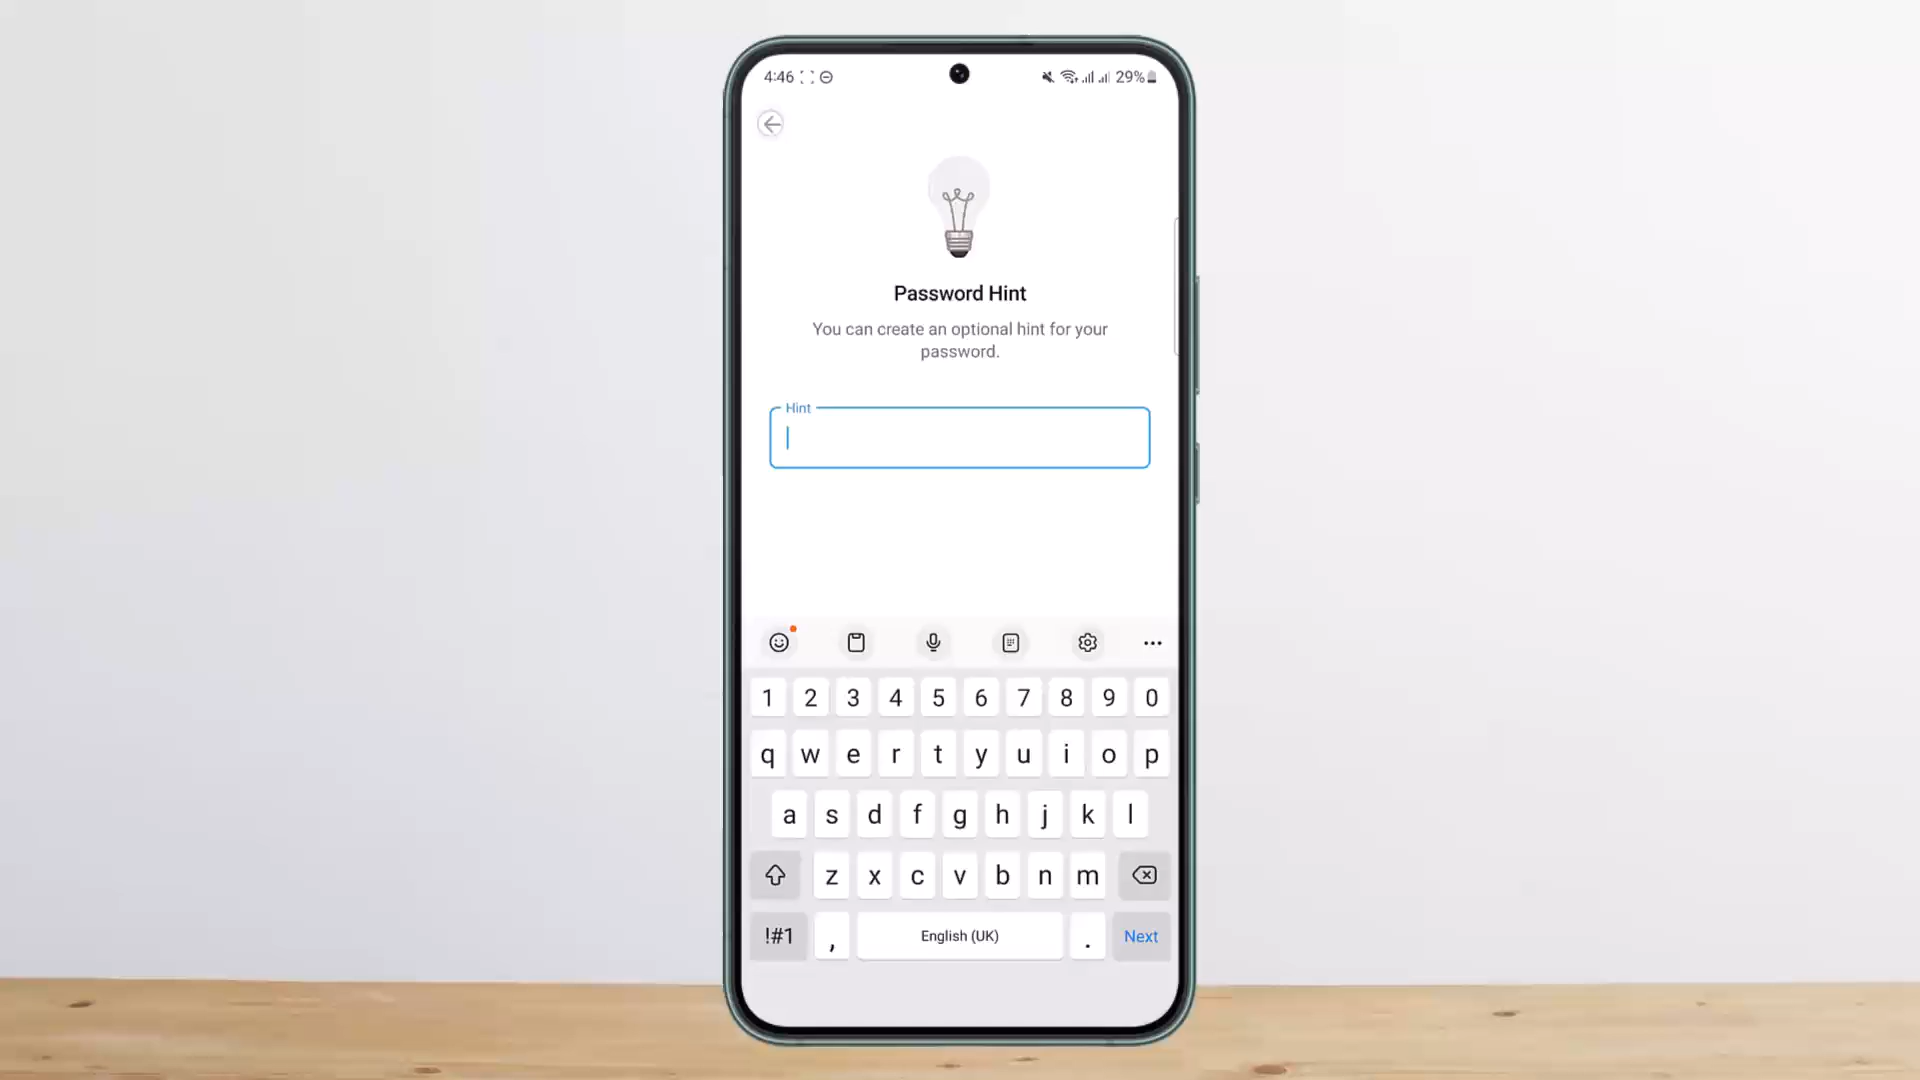 4:46 29%
Password Hint
You can create an optional hint for your
password.
Hint
1 2 3 4 5 6 7 8 9 0
q w e r t y u i o p
a s d f g h j k l
z x c v b n m
!#1 , English (UK) . Next